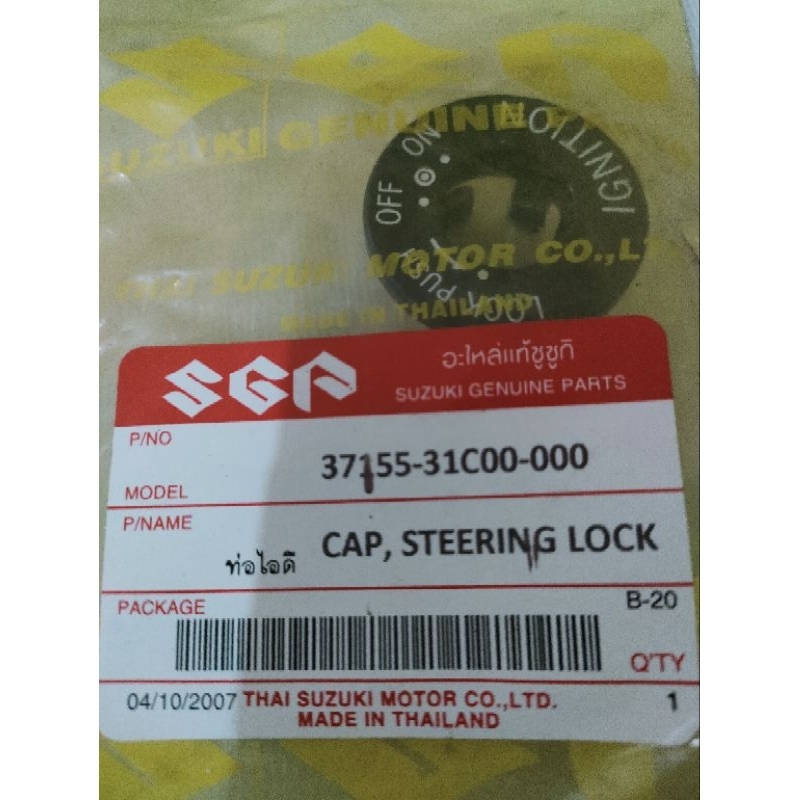 SUZUKI GENUINE
IGNITION
ON
OFF
PUSH
LOCK
THAI SUZUKI MOTOR CO.,LT
MADE IN THAILAND
SGP
อะไหล่แท้ซูซูกิ
SUZUKI GENUINE PARTS
P/NO
37155-31C00-000
MODEL
P/NAME
CAP, STEERING LOCK
ท่อไอดี
PACKAGE
B-20
Q'TY
04/10/2007 THAI SUZUKI MOTOR CO.,LTD. 1
MADE IN THAILAND